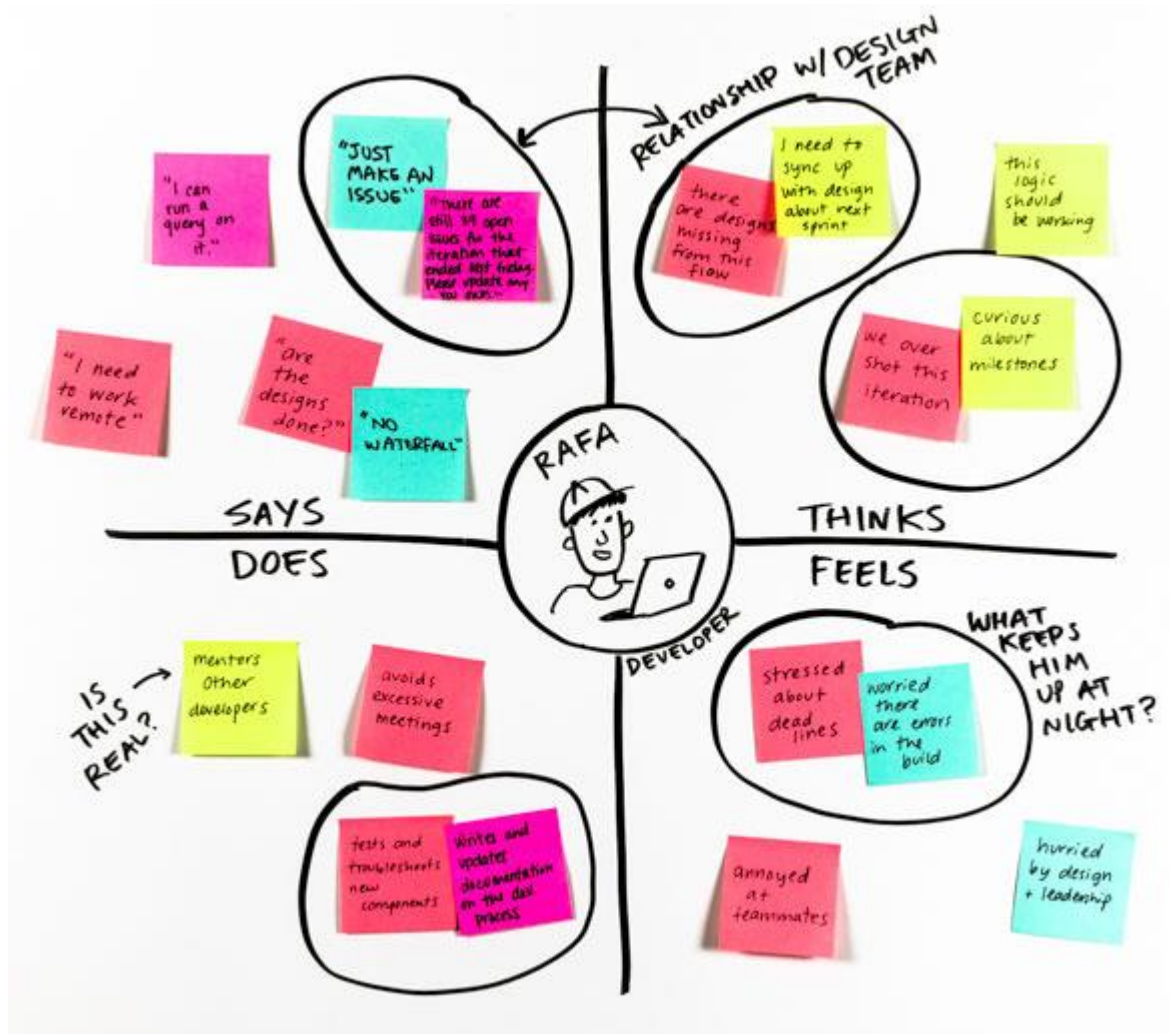 RELATIONSHIP W/ DESIGN
TEAM
"I can
run a
query on
it."
"JUST
MAKE AN
ISSUE"
"There are
still 39 open
issues for the
iteration that
ended last friday.
Please update any
you own."
"I need
to work
remote"
"are
the
designs
done?"
"NO
WATERFALL"
SAYS
there
are designs
missing
from this
flow
I need to
sync up
with design
about next
sprint
this
logic
should
be working
we over
shot this
iteration
curious
about
milestones
THINKS
RAFA
DEVELOPER
DOES
IS
THIS
REAL?
mentors
other
developers
avoids
excessive
meetings
tests and
troubleshoots
new
components
writes and
updates
documentation
on the dev
process
FEELS
WHAT
KEEPS
HIM
UP AT
NIGHT?
stressed
about
dead
lines
worried
there
are errors
in the
build
annoyed
at
teammates
hurried
by design
+ leadership